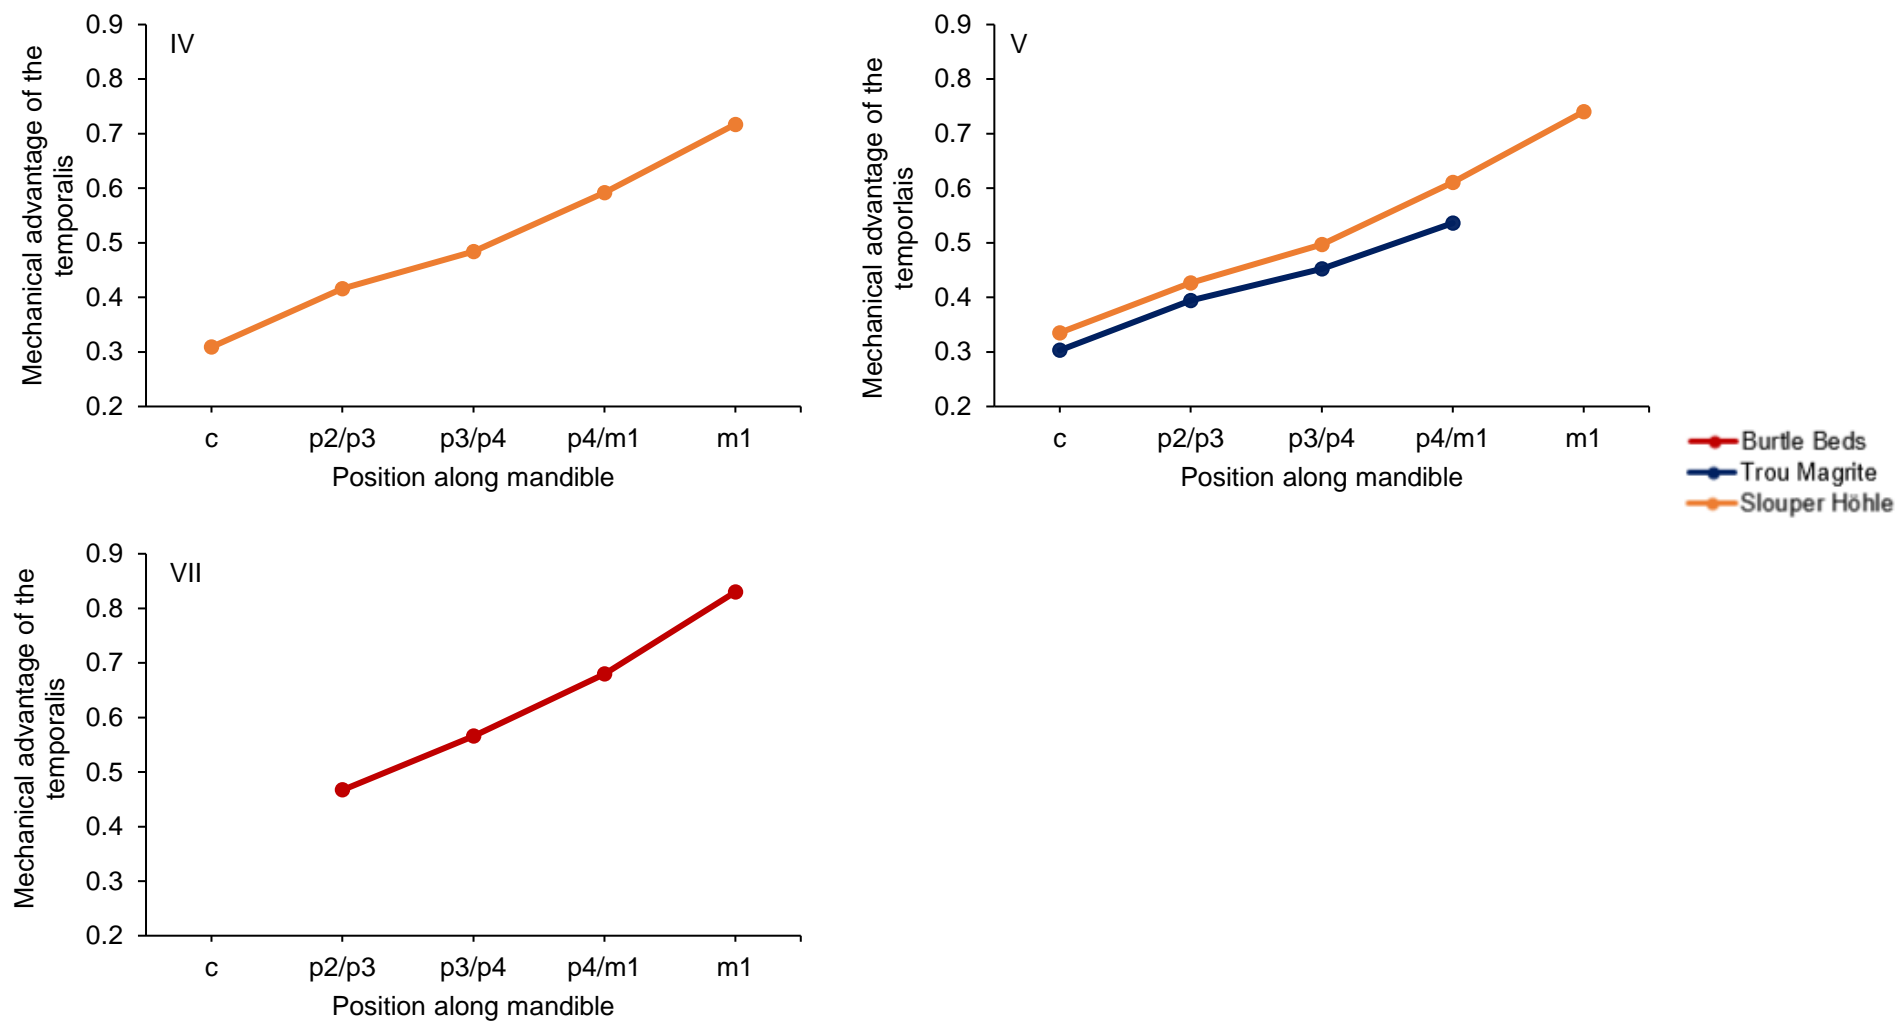 IV
Mechanical advantage of the
temporalis
0.9
0.8
0.7
0.6
0.5
0.4
0.3
0.2
c p2/p3 p3/p4 p4/m1 m1
Position along mandible
V
Mechanical advantage of the
temporlais
0.9
0.8
0.7
0.6
0.5
0.4
0.3
0.2
c p2/p3 p3/p4 p4/m1 m1
Position along mandible
Burtle Beds
Trou Magrite
Slouper Höhle
VII
Mechanical advantage of the
temporalis
0.9
0.8
0.7
0.6
0.5
0.4
0.3
0.2
c p2/p3 p3/p4 p4/m1 m1
Position along mandible